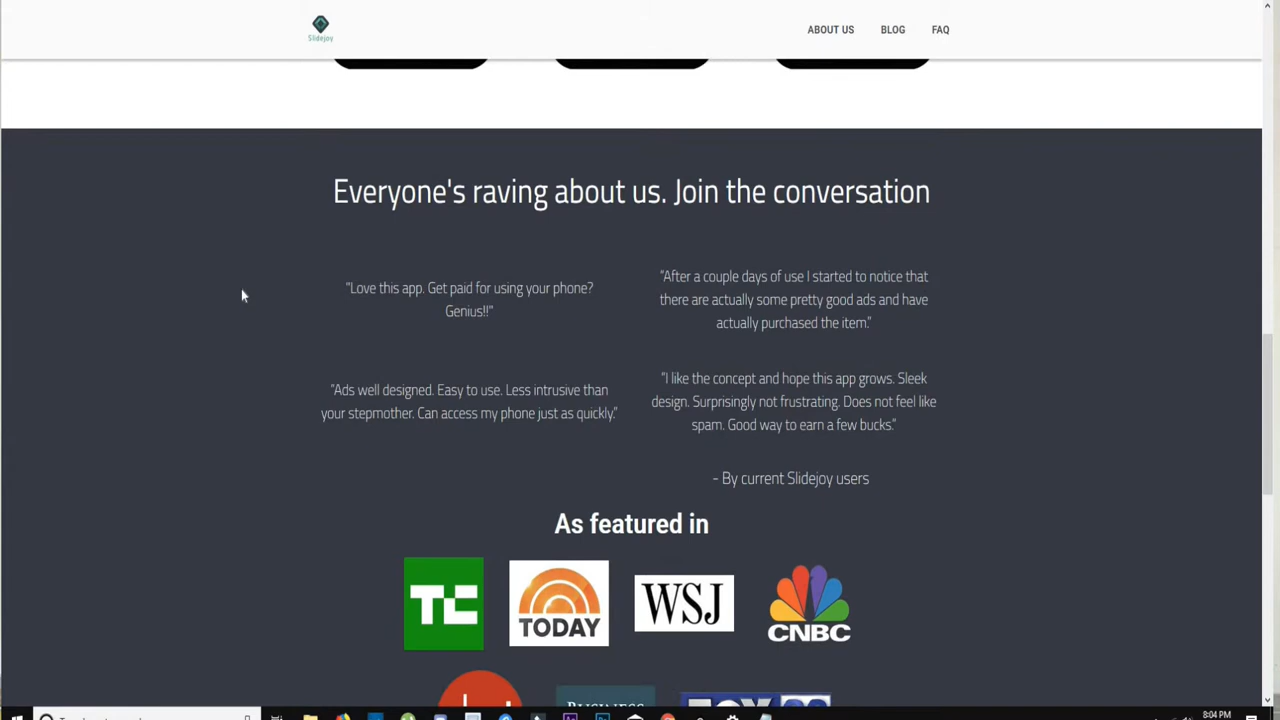 Slidejoy
ABOUT US
BLOG
FAQ
Everyone's raving about us. Join the conversation
"Love this app. Get paid for using your phone?
Genius!!"
"After a couple days of use I started to notice that
there are actually some pretty good ads and have
actually purchased the item."
"Ads well designed. Easy to use. Less intrusive than
your stepmother. Can access my phone just as quickly."
"I like the concept and hope this app grows. Sleek
design. Surprisingly not frustrating. Does not feel like
spam. Good way to earn a few bucks."
- By current Slidejoy users
As featured in
TC
TODAY
WSJ
CNBC
BUSINESS
8:04 PM